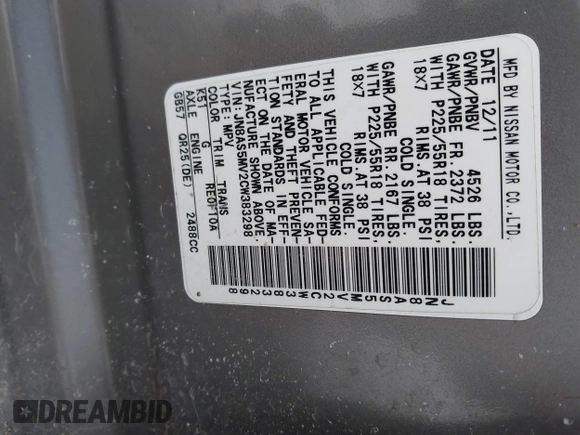 MFD BY NISSAN MOTOR CO.,LTD.
DATE 12/11
GVWR/PNBV 4526 LBS.
GAWR/PNBE FR. 2372 LBS.
WITH P225/55R18 TIRES,
18X7 RIMS, AT 38 PSI
COLD SINGLE.
GAWR/PNBE RR. 2167 LBS.
WITH P225/55R18 TIRES,
18X7 RIMS, AT 38 PSI
COLD SINGLE.
THIS VEHICLE CONFORMS
TO ALL APPLICABLE FED-
ERAL MOTOR VEHICLE SA-
FETY AND THEFT PREVEN-
TION STANDARDS IN EFF-
ECT ON THE DATE OF MA-
NUFACTUR SHOWN ABOVE.
VIN: JN8AS5MV2CW383298
TYPE: MPV
COLOR TRIM TRANS
K51 G RE0F10A
AXLE ENGINE
GB57 QR25(DE) 2488CC
JN8AS5MV2CW383298
DREAMBID